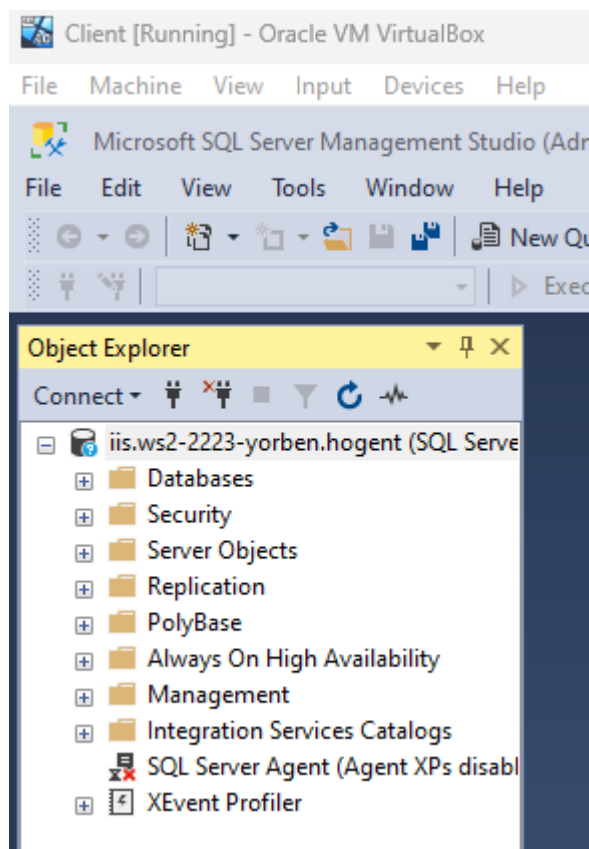 Client [Running] - Oracle VM VirtualBox
File Machine View Input Devices Help
Microsoft SQL Server Management Studio (Adr
File Edit View Tools Window Help
New Qu
Exec
Object Explorer
Connect
iis.ws2-2223-yorben.hogent (SQL Serve
Databases
Security
Server Objects
Replication
PolyBase
Always On High Availability
Management
Integration Services Catalogs
SQL Server Agent (Agent XPs disabl
XEvent Profiler